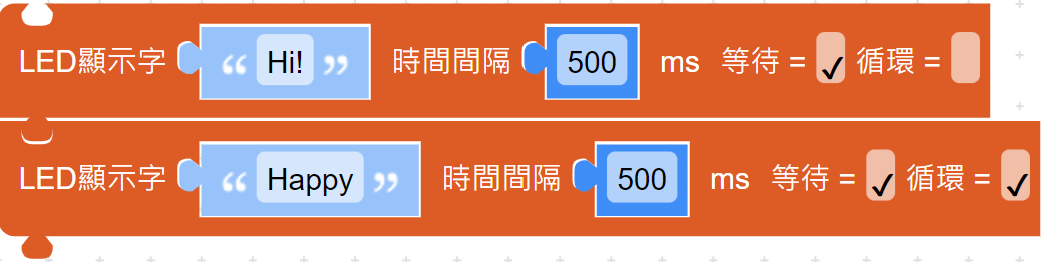 LED顯示字 “ Hi! ” 時間間隔 500 ms 等待 = ✓ 循環 =
LED顯示字 “ Happy ” 時間間隔 500 ms 等待 = ✓ 循環 = ✓